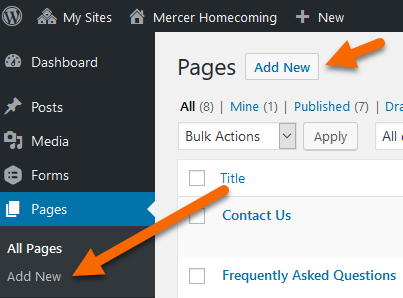 My Sites Mercer Homecoming + New
Dashboard
Posts
Media
Forms
Pages
All Pages
Add New
Pages Add New
All (8) | Mine (1) | Published (7) |
Bulk Actions Apply All
Title
Contact Us
Frequently Asked Questions